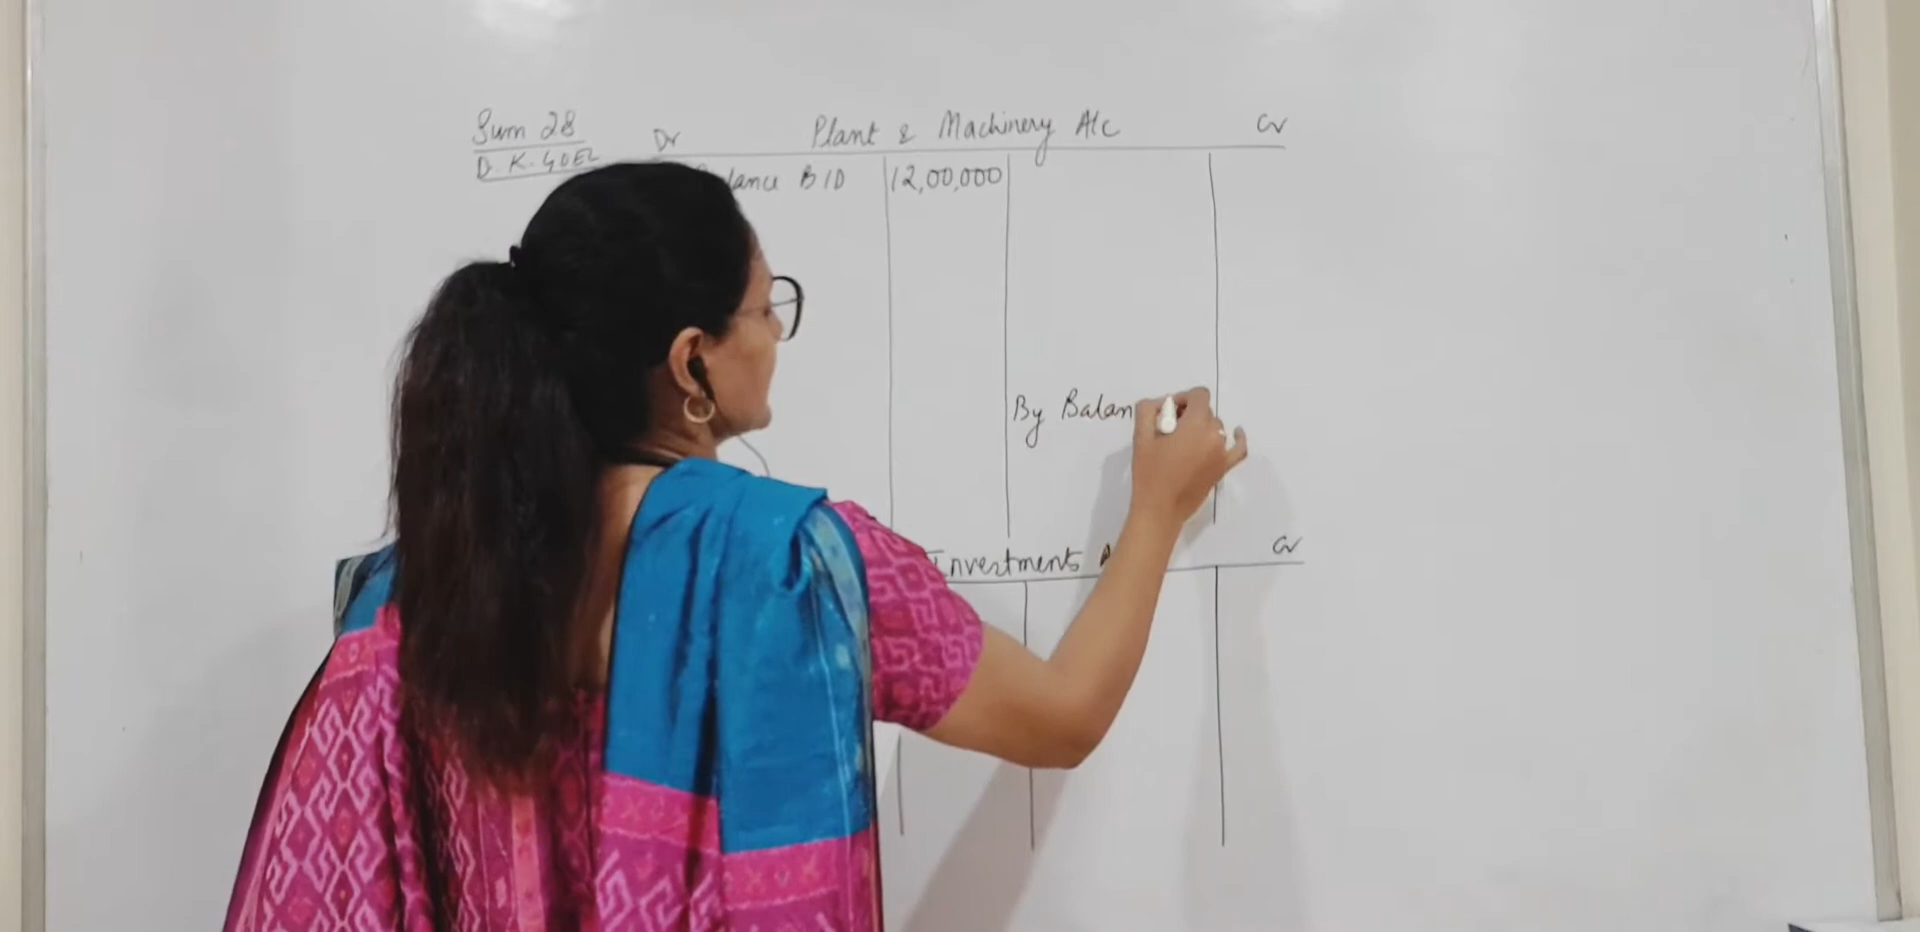 Sum 28
D. K. GOEL
Dr Plant & Machinery A/c Cr
Balance B/D 12,00,000
By Balan
Investments Cr